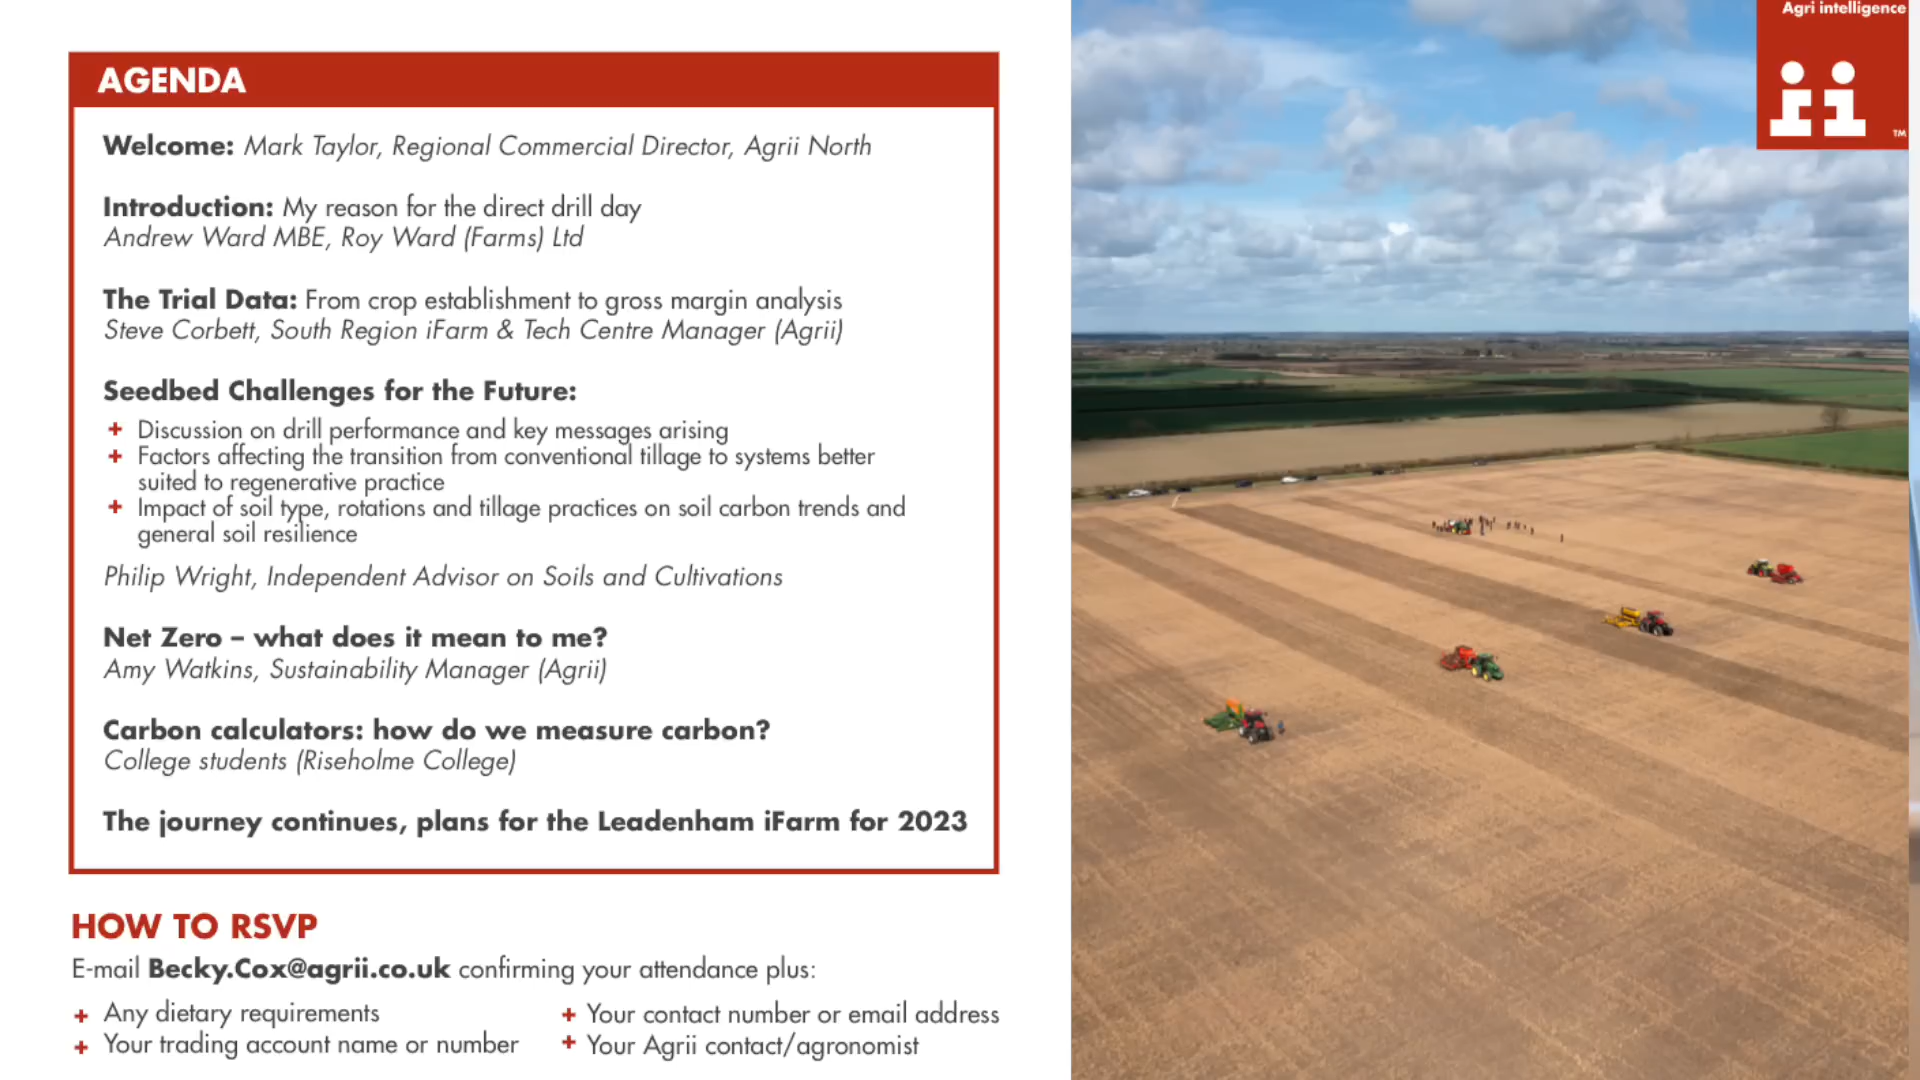 AGENDA
Welcome: Mark Taylor, Regional Commercial Director, Agrii North
Introduction: My reason for the direct drill day
Andrew Ward MBE, Roy Ward (Farms) Ltd
The Trial Data: From crop establishment to gross margin analysis
Steve Corbett, South Region iFarm & Tech Centre Manager (Agrii)
Seedbed Challenges for the Future:
+ Discussion on drill performance and key messages arising
+ Factors affecting the transition from conventional tillage to systems better
suited to regenerative practice
+ Impact of soil type, rotations and tillage practices on soil carbon trends and
general soil resilience
Philip Wright, Independent Advisor on Soils and Cultivations
Net Zero – what does it mean to me?
Amy Watkins, Sustainability Manager (Agrii)
Carbon calculators: how do we measure carbon?
College students (Riseholme College)
The journey continues, plans for the Leadenham iFarm for 2023
HOW TO RSVP
E-mail Becky.Cox@agrii.co.uk confirming your attendance plus:
+ Any dietary requirements
+ Your trading account name or number
+ Your contact number or email address
+ Your Agrii contact/agronomist
Agri intelligence
ii
TM